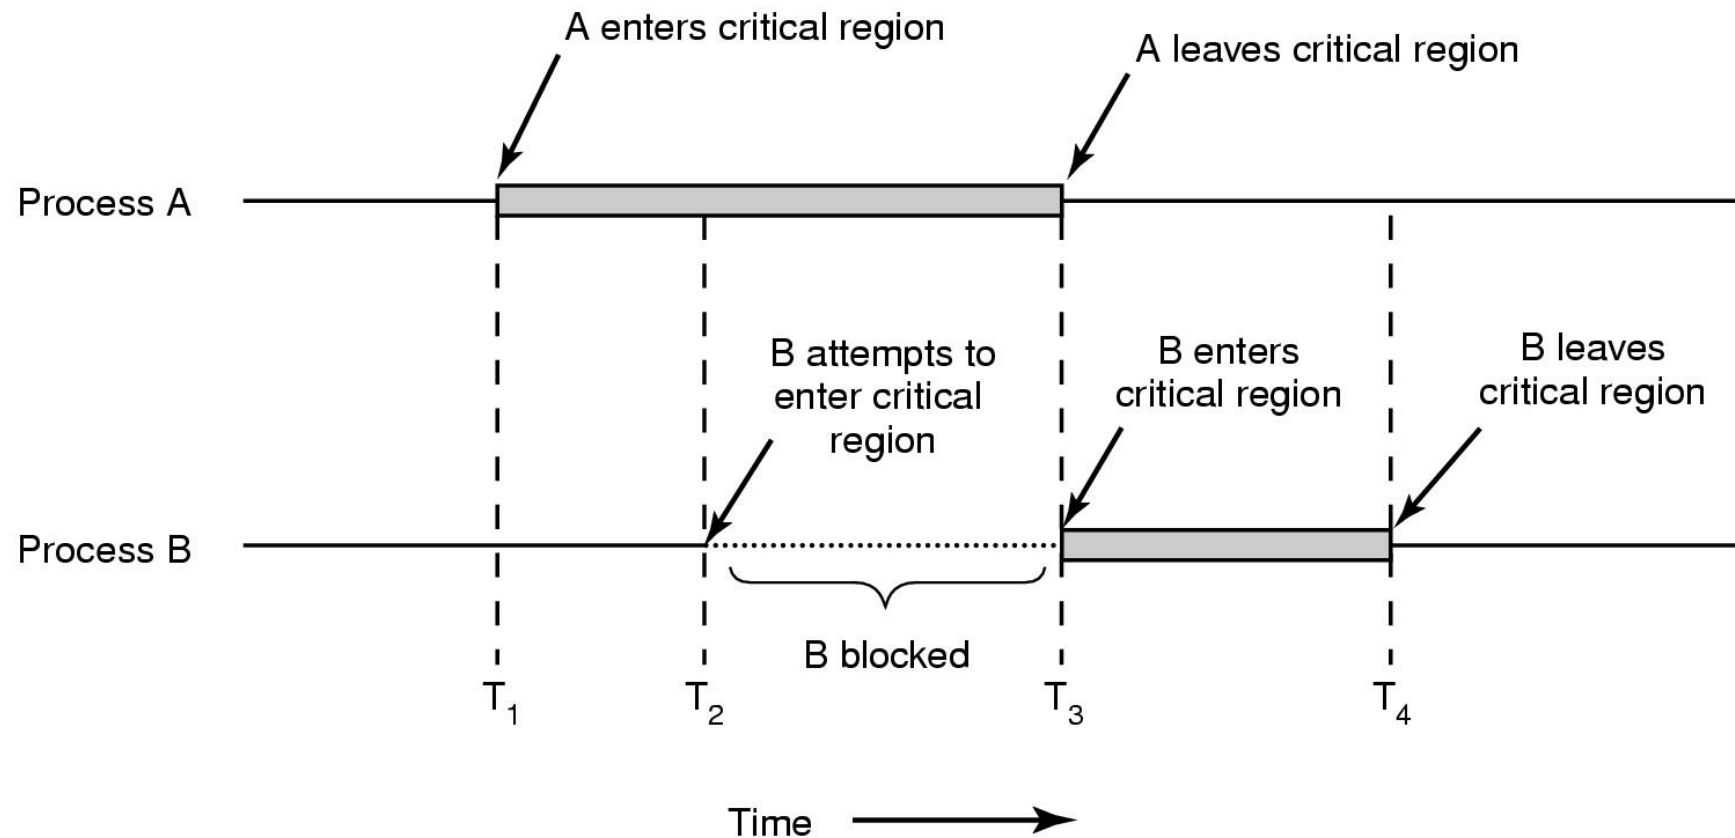 A enters critical region
A leaves critical region
Process A
B attempts to
enter critical
region
B enters
critical region
B leaves
critical region
Process B
B blocked
T1
T2
T3
T4
Time